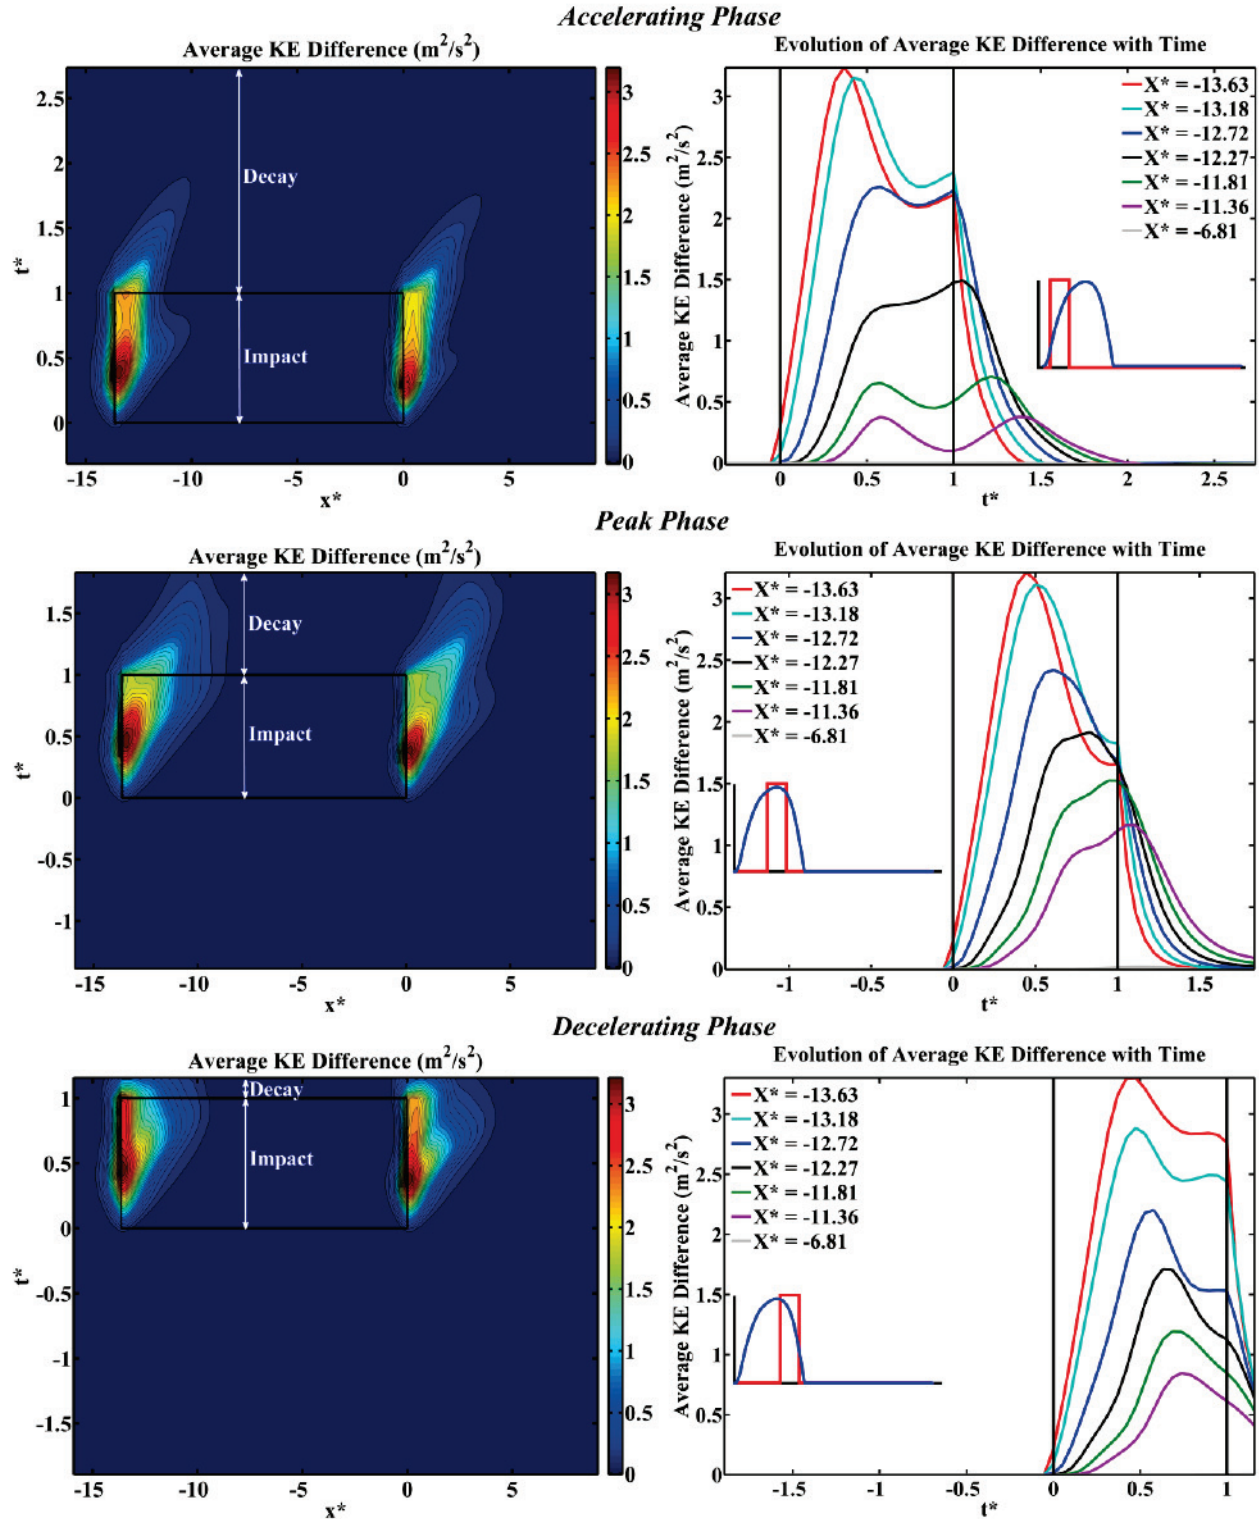 Accelerating Phase
Average KE Difference (m²/s²)
2.5
2
1.5
1
0.5
0
t*
-15
-10
-5
0
5
x*
Decay
Impact
3
2.5
2
1.5
1
0.5
0
Evolution of Average KE Difference with Time
Average KE Difference (m²/s²)
3
2.5
2
1.5
1
0.5
0
0
0.5
1
1.5
2
2.5
t*
X* = -13.63
X* = -13.18
X* = -12.72
X* = -12.27
X* = -11.81
X* = -11.36
X* = -6.81
Peak Phase
Average KE Difference (m²/s²)
1.5
1
0.5
0
-0.5
-1
t*
-15
-10
-5
0
5
x*
Decay
Impact
3
2.5
2
1.5
1
0.5
0
Evolution of Average KE Difference with Time
Average KE Difference (m²/s²)
3
2.5
2
1.5
1
0.5
0
-1
-0.5
0
0.5
1
1.5
t*
X* = -13.63
X* = -13.18
X* = -12.72
X* = -12.27
X* = -11.81
X* = -11.36
X* = -6.81
Decelerating Phase
Average KE Difference (m²/s²)
1
0.5
0
-0.5
-1
-1.5
t*
-15
-10
-5
0
5
x*
Decay
Impact
3
2.5
2
1.5
1
0.5
0
Evolution of Average KE Difference with Time
Average KE Difference (m²/s²)
3
2.5
2
1.5
1
0.5
0
-1.5
-1
-0.5
0
0.5
1
t*
X* = -13.63
X* = -13.18
X* = -12.72
X* = -12.27
X* = -11.81
X* = -11.36
X* = -6.81